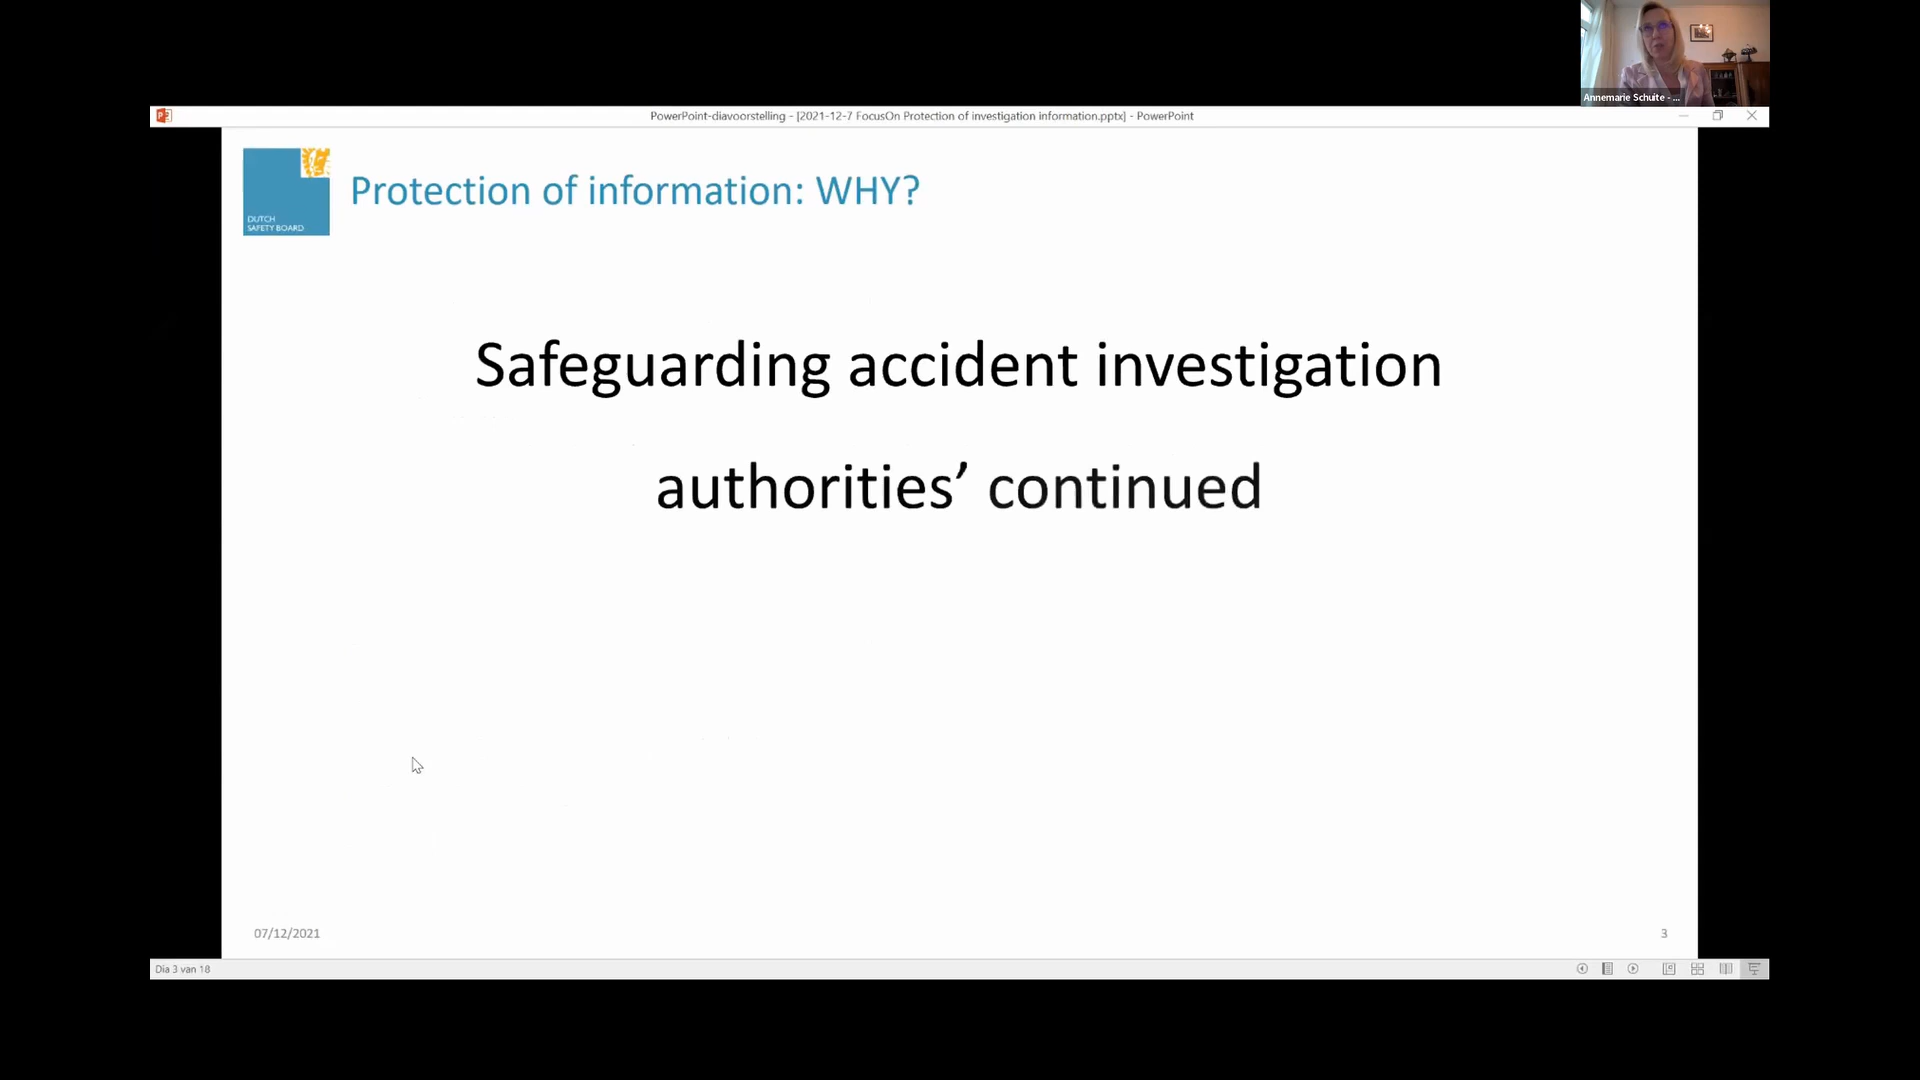 Annemarie Schuite - ...
PowerPoint-diavoorstelling - [2021-12-7 FocusOn Protection of investigation information.pptx] - PowerPoint
DUTCH
SAFETY BOARD
Protection of information: WHY?
Safeguarding accident investigation
authorities’ continued
07/12/2021
3
Dia 3 van 18